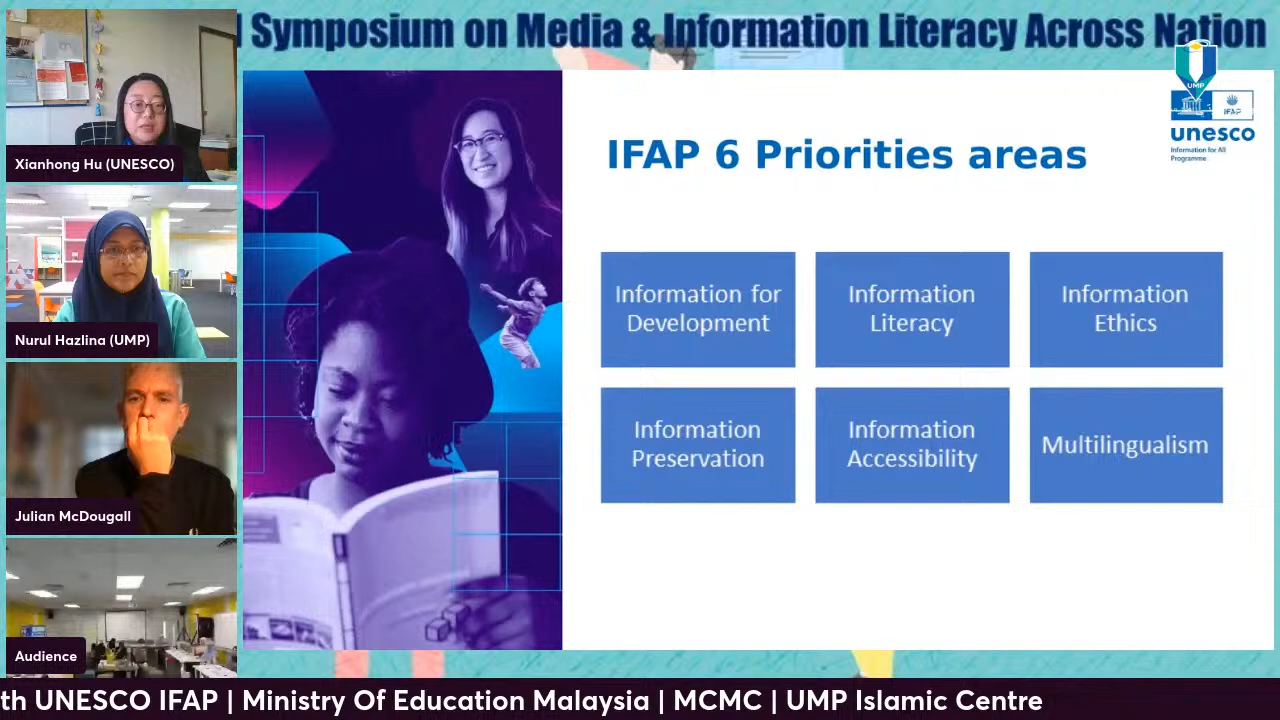 l Symposium on Media & Information Literacy Across Nation
Xianhong Hu (UNESCO)
Nurul Hazlina (UMP)
Julian McDougall
Audience
UMP
IFAP
unesco
Information for All
Programme
IFAP 6 Priorities areas
Information for
Development
Information
Literacy
Information
Ethics
Information
Preservation
Information
Accessibility
Multilingualism
th UNESCO IFAP | Ministry Of Education Malaysia | MCMC | UMP Islamic Centre